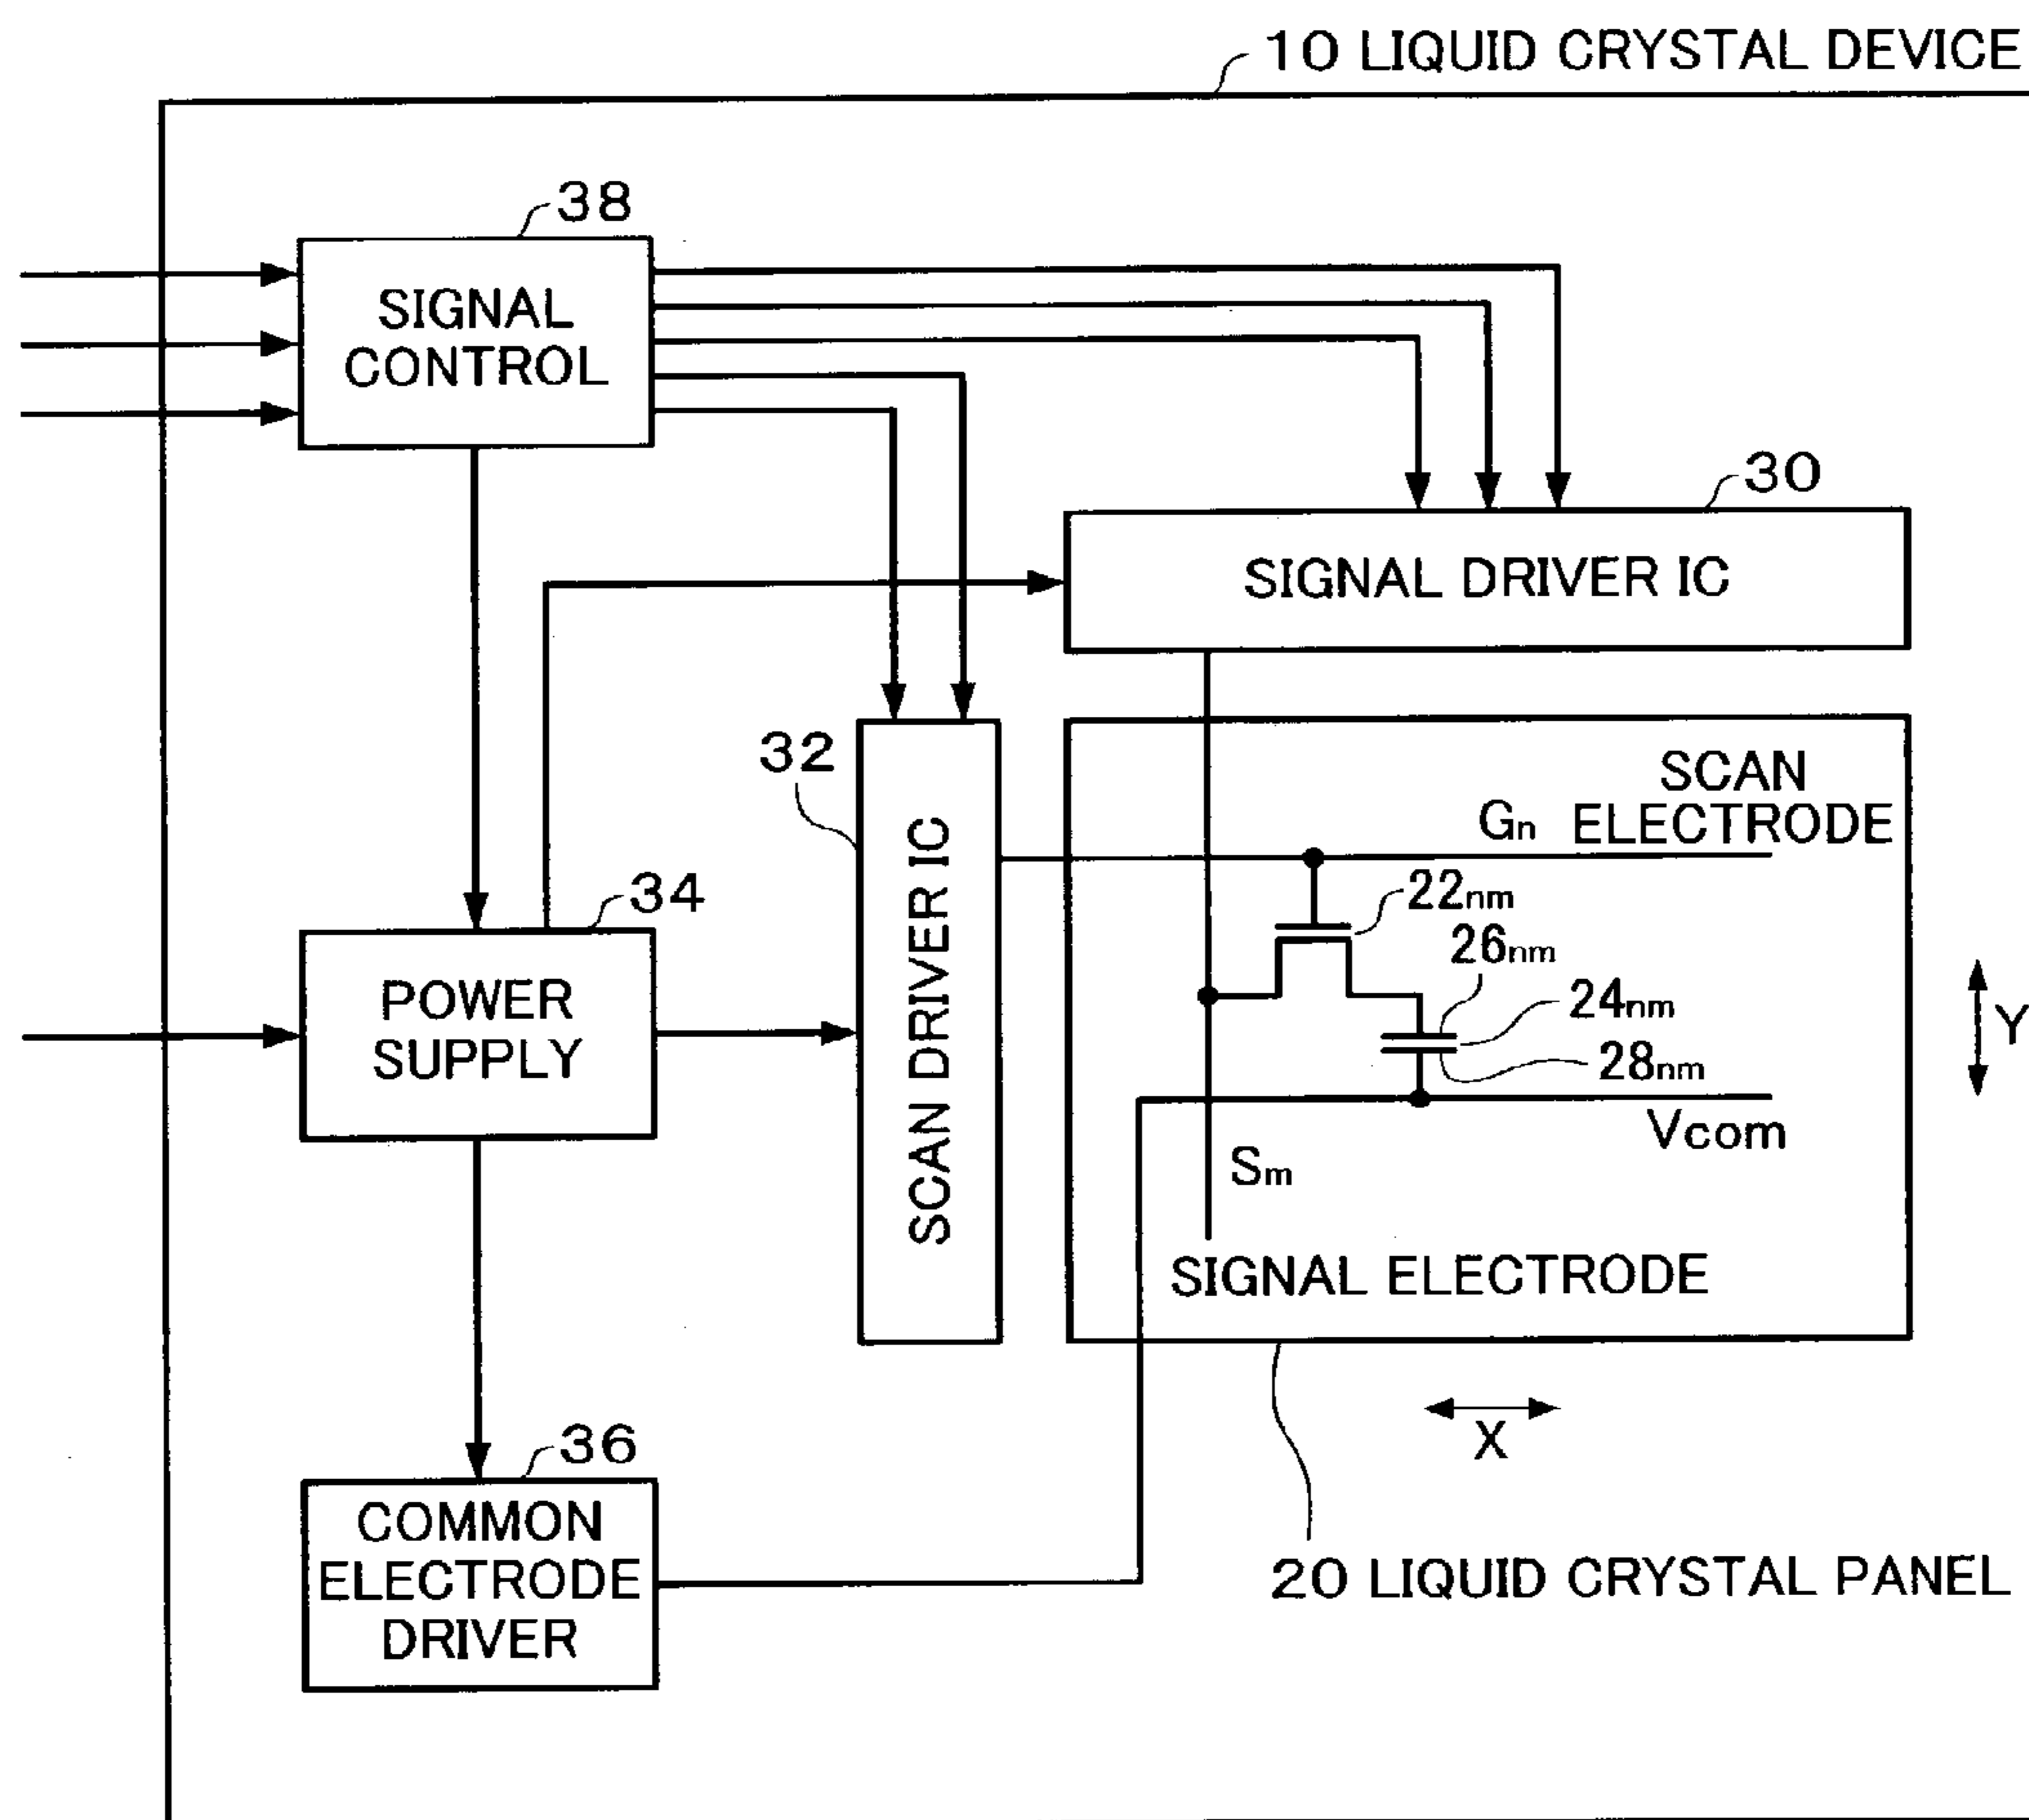 10 LIQUID CRYSTAL DEVICE
38
SIGNAL
CONTROL
30
SIGNAL DRIVER IC
32
SCAN DRIVER IC
SCAN
Gn ELECTRODE
22nm
26nm
24nm
28nm
Vcom
Sm
SIGNAL ELECTRODE
Y
X
34
POWER
SUPPLY
36
COMMON
ELECTRODE
DRIVER
20 LIQUID CRYSTAL PANEL